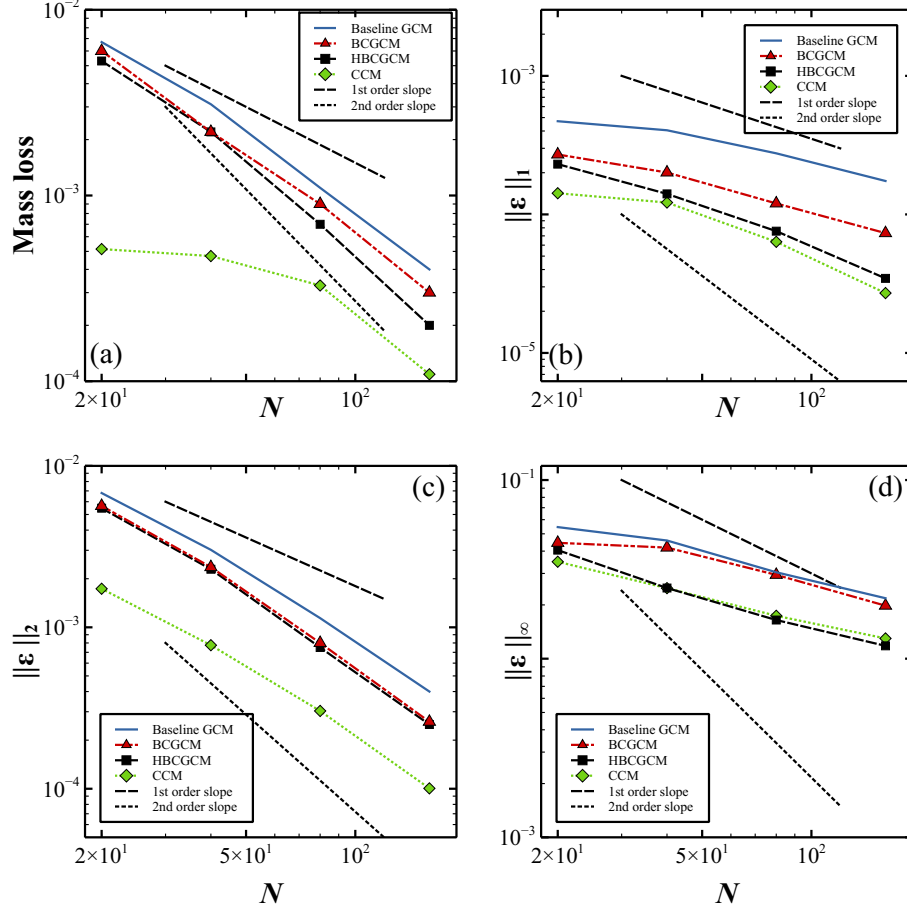 10⁻²
10⁻³
10⁻⁴
Mass loss
Baseline GCM
BCGCM
HBCGCM
CCM
1st order slope
2nd order slope
(a)
2×10¹
10²
N
10⁻³
10⁻⁵
||ε||₁
Baseline GCM
BCGCM
HBCGCM
CCM
1st order slope
2nd order slope
(b)
2×10¹
10²
N
10⁻²
10⁻³
10⁻⁴
||ε||₂
(c)
Baseline GCM
BCGCM
HBCGCM
CCM
1st order slope
2nd order slope
2×10¹
5×10¹
10²
N
10⁻¹
10⁻³
||ε||∞
(d)
Baseline GCM
BCGCM
HBCGCM
CCM
1st order slope
2nd order slope
2×10¹
5×10¹
10²
N